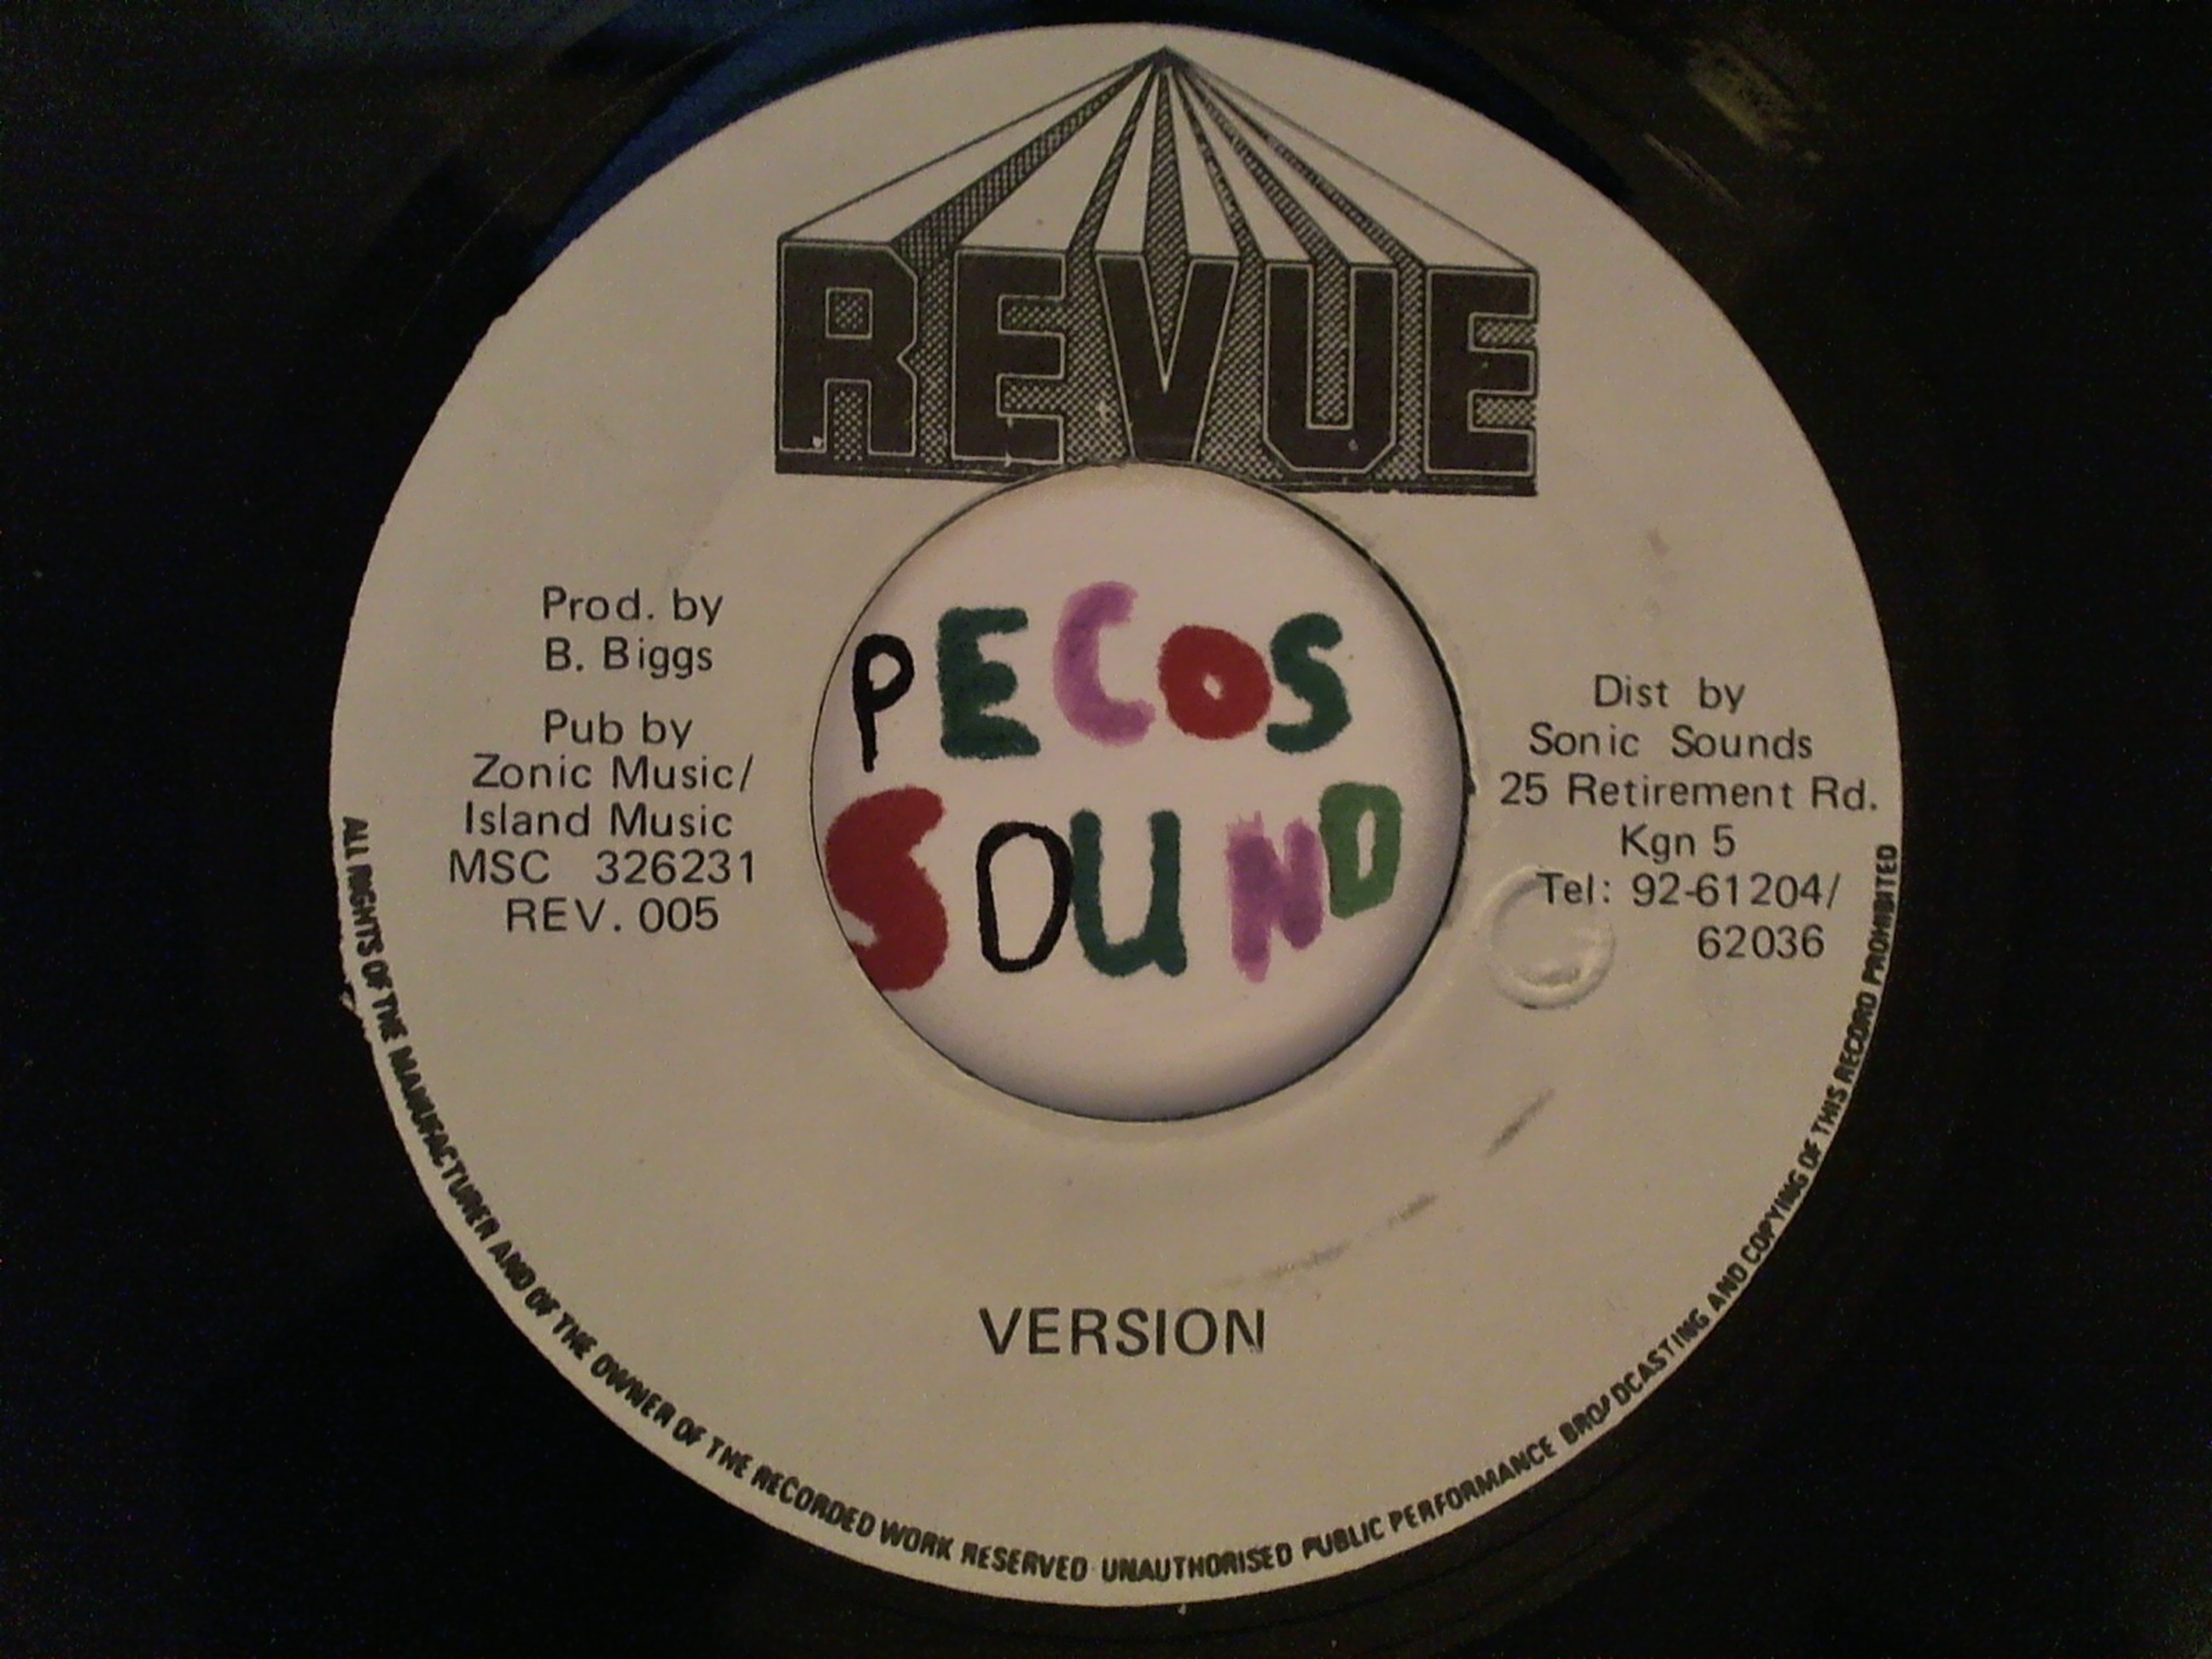 REVUE
Prod. by
B. Biggs
Pub by
Zonic Music/
Island Music
MSC 326231
REV. 005
PECOS
SOUND
Dist by
Sonic Sounds
25 Retirement Rd.
Kgn 5
Tel: 92-61204/
62036
VERSION
ALL RIGHTS OF THE MANUFACTURER AND OF THE OWNER OF THE RECORDED WORK RESERVED UNAUTHORISED PUBLIC PERFORMANCE BROADCASTING AND COPYING OF THIS RECORD PROHIBITED